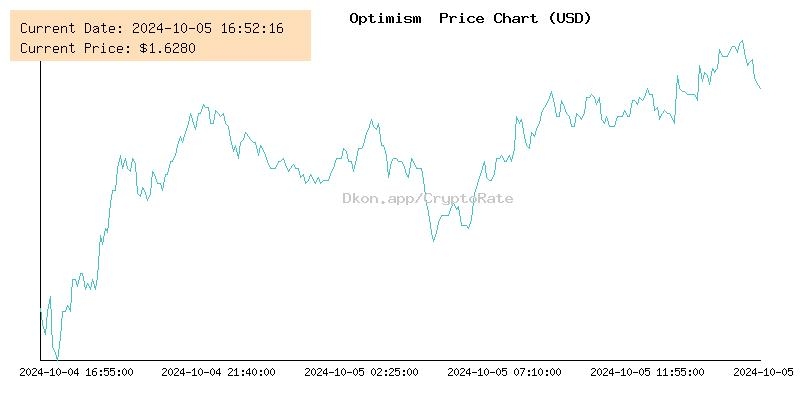 Optimism  Price Chart (USD)
Current Date: 2024-10-05 16:52:16
Current Price: $1.6280
Dkon.app/CryptoRate
2024-10-04 16:55:00 2024-10-04 21:40:00 2024-10-05 02:25:00 2024-10-05 07:10:00 2024-10-05 11:55:00 2024-10-05